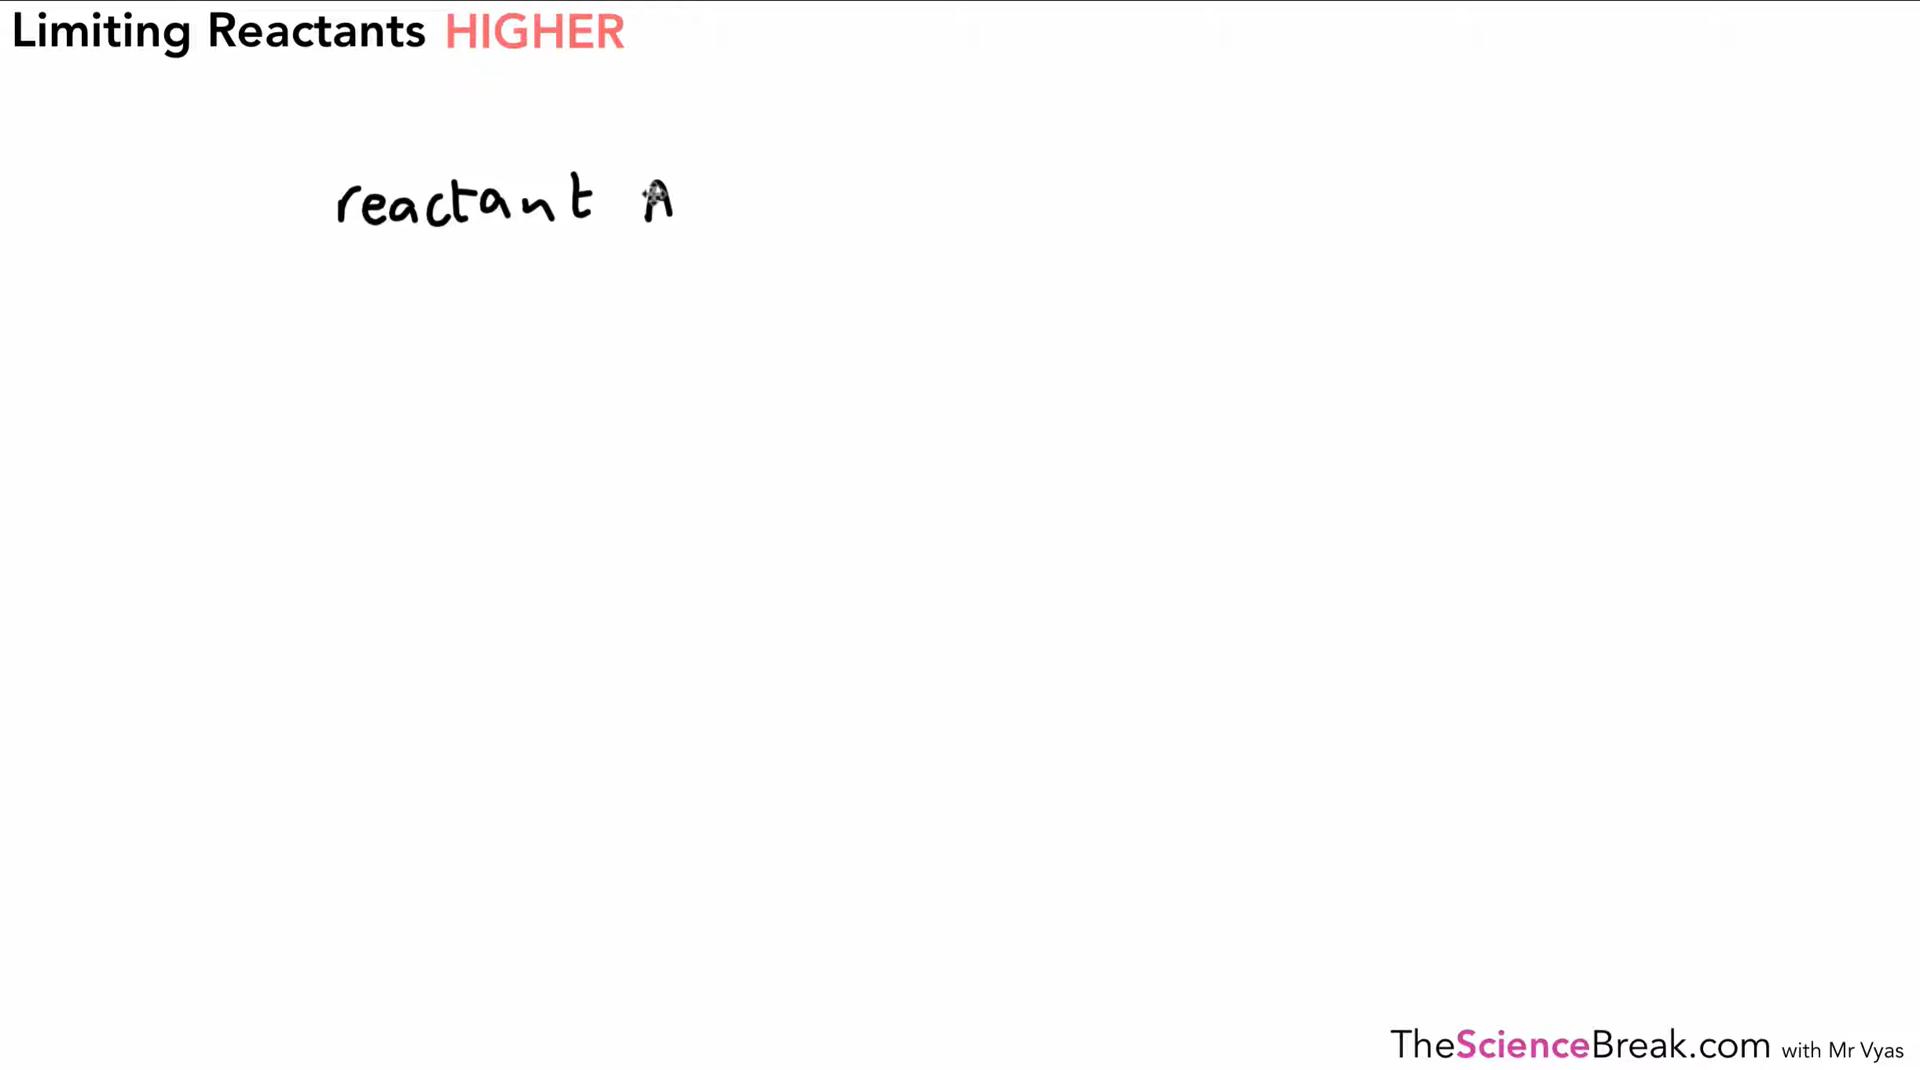 Limiting Reactants HIGHER
reactant A
TheScienceBreak.com with Mr Vyas